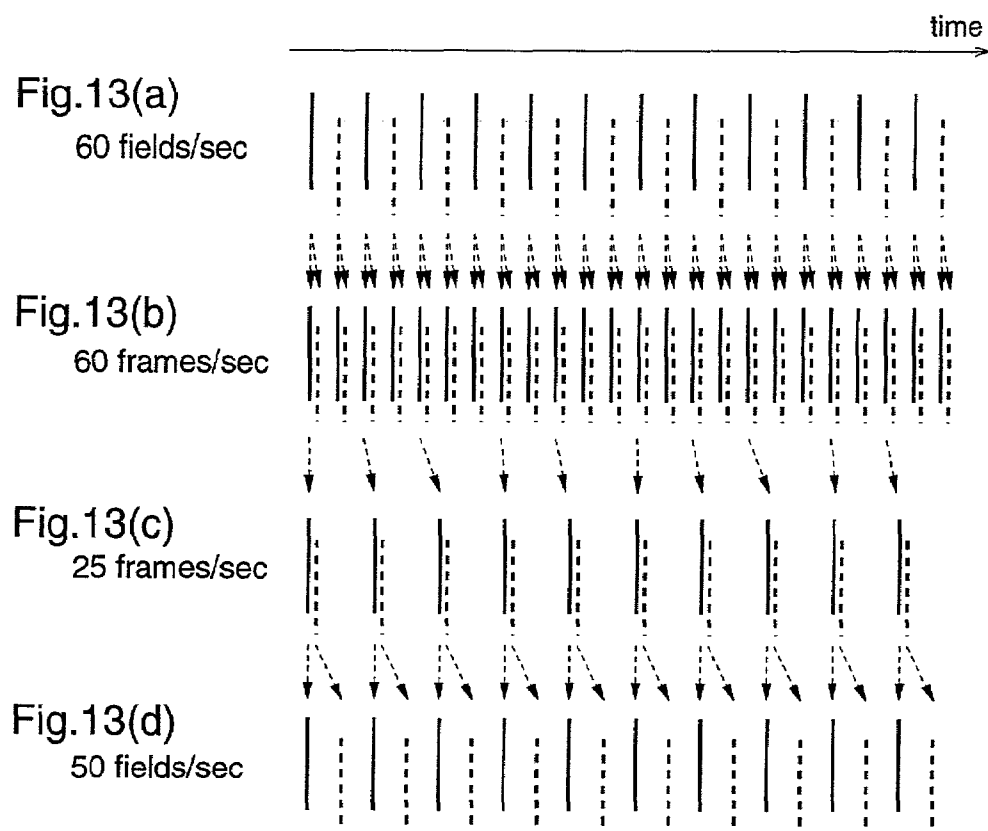 time
Fig.13(a)
60 fields/sec
Fig.13(b)
60 frames/sec
Fig.13(c)
25 frames/sec
Fig.13(d)
50 fields/sec